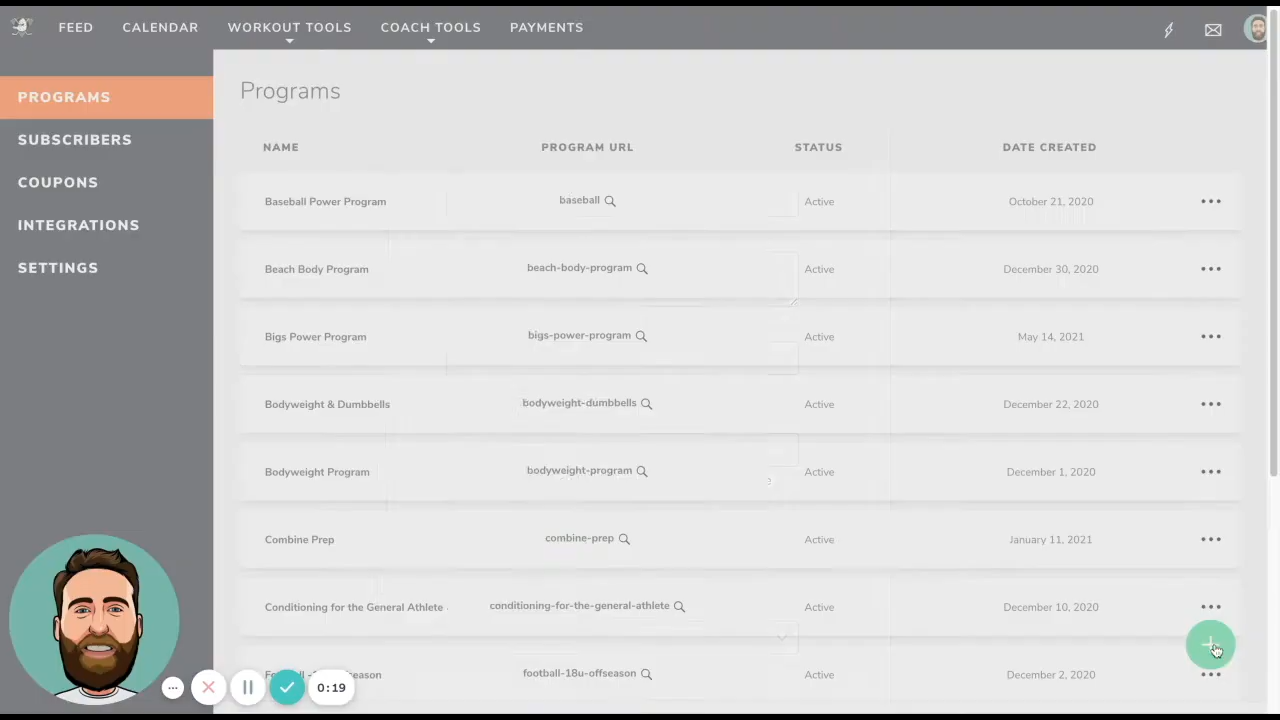 FEED CALENDAR WORKOUT TOOLS COACH TOOLS PAYMENTS
PROGRAMS
SUBSCRIBERS
COUPONS
INTEGRATIONS
SETTINGS
Programs
NAME PROGRAM URL STATUS DATE CREATED
Baseball Power Program baseball Active October 21, 2020
Beach Body Program beach-body-program Active December 30, 2020
Bigs Power Program bigs-power-program Active May 14, 2021
Bodyweight & Dumbbells bodyweight-dumbbells Active December 22, 2020
Bodyweight Program bodyweight-program Active December 1, 2020
Combine Prep combine-prep Active January 11, 2021
Conditioning for the General Athlete conditioning-for-the-general-athlete Active December 10, 2020
football-18u-offseason Active December 2, 2020
0:19